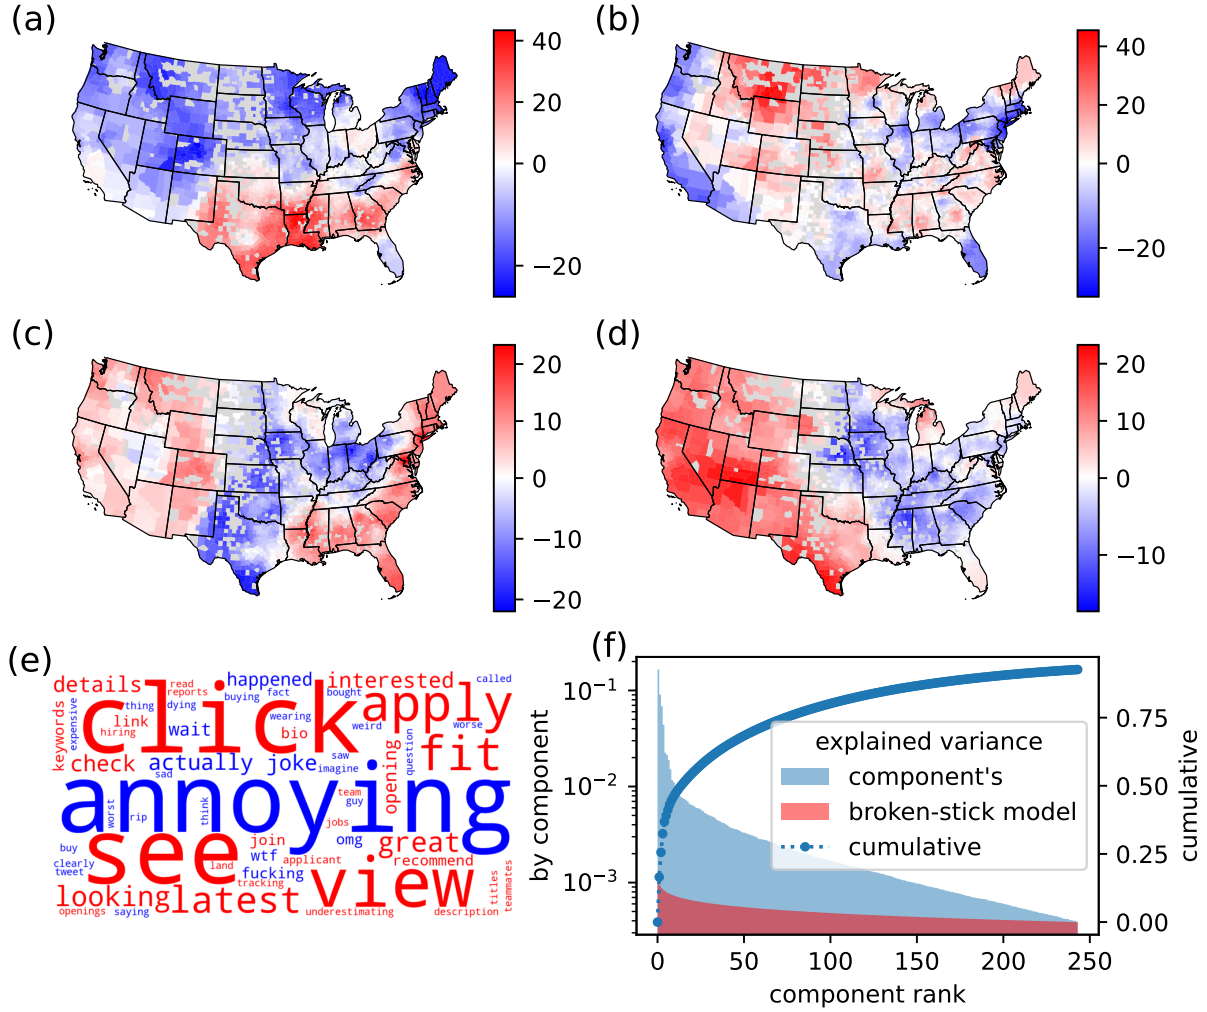 (a)
40
20
0
−20
(b)
40
20
0
−20
(c)
20
10
0
−10
−20
(d)
20
10
0
−10
(e)
details
read
reports
happened
interested
called
keywords
expensive
thing
dying
click
buying
fact
bought
apply
link
hiring
wait
wearing
bio
weird
worse
check
actually
joke
saw
imagine
opening
question
fit
sad
annoying
worst
rip
think
team
guy
jobs
buy
see
join
omg
great
clearly
tweet
land
wtf
applicant
recommend
fucking
tracking
view
looking
latest
titles
teammates
openings
saying
underestimating
description
(f)
by component
10⁻¹
10⁻²
10⁻³
explained variance
component's
broken-stick model
cumulative
0.75
0.50
0.25
0.00
cumulative
0 50 100 150 200 250
component rank